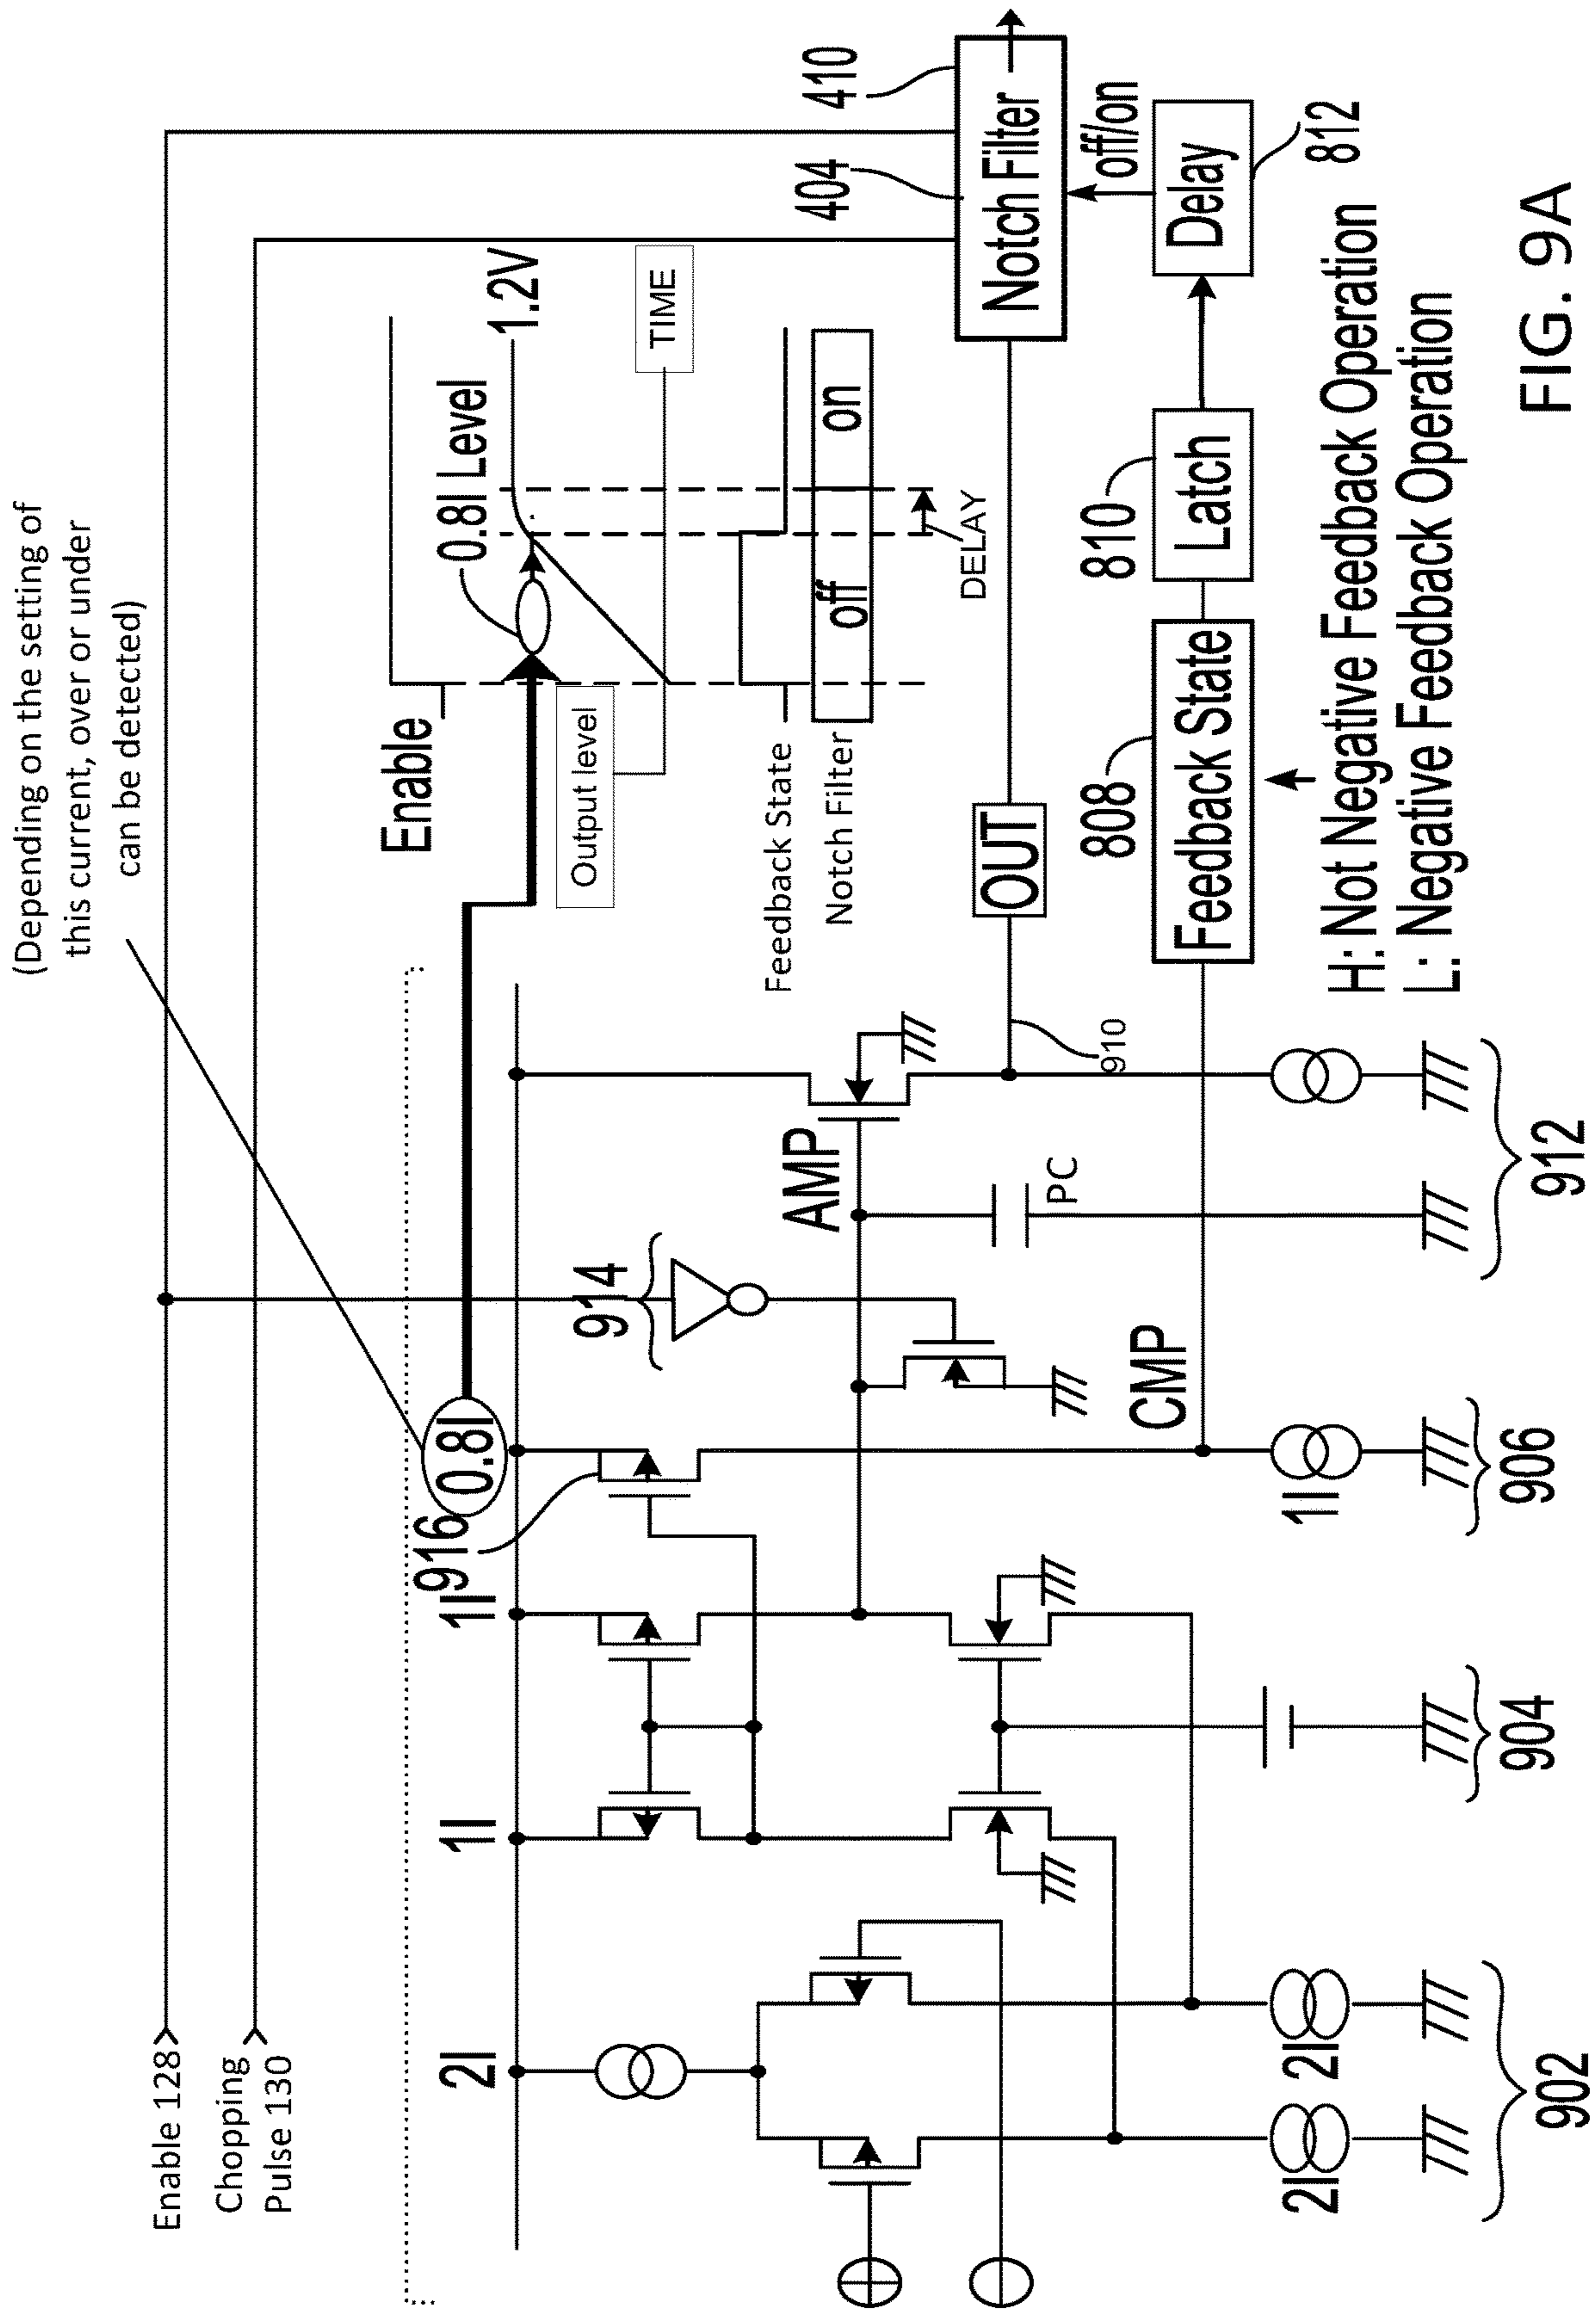 (Depending on the setting of
this current, over or under
can be detected)
Enable 128
Chopping
Pulse 130
Enable
0.8I Level
1.2V
Output level
TIME
Feedback State
Notch Filter
off
on
DELAY
2I
1I
1I
916
0.8I
914
AMP
PC
CMP
1I
2I
2I
902
904
906
912
910
OUT
404
410
Notch Filter
off/on
808
Feedback State
810
Latch
Delay
812
H: Not Negative Feedback Operation
L: Negative Feedback Operation
FIG. 9A